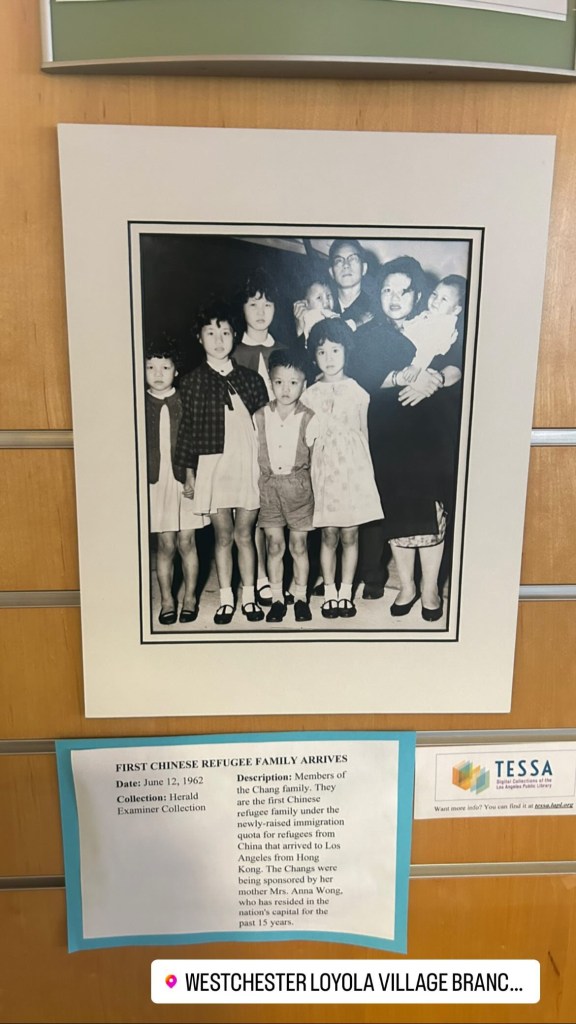 FIRST CHINESE REFUGEE FAMILY ARRIVES
Date: June 12, 1962
Collection: Herald
Examiner Collection
Description: Members of
the Chang family. They
are the first Chinese
refugee family under the
newly-raised immigration
quota for refugees from
China that arrived to Los
Angeles from Hong
Kong. The Changs were
being sponsored by her
mother Mrs. Anna Wong,
who has resided in the
nation's capital for the
past 15 years.
TESSA
Digital Collections of the
Los Angeles Public Library
Want more info? You can find it at tessa.lapl.org
WESTCHESTER LOYOLA VILLAGE BRANC...